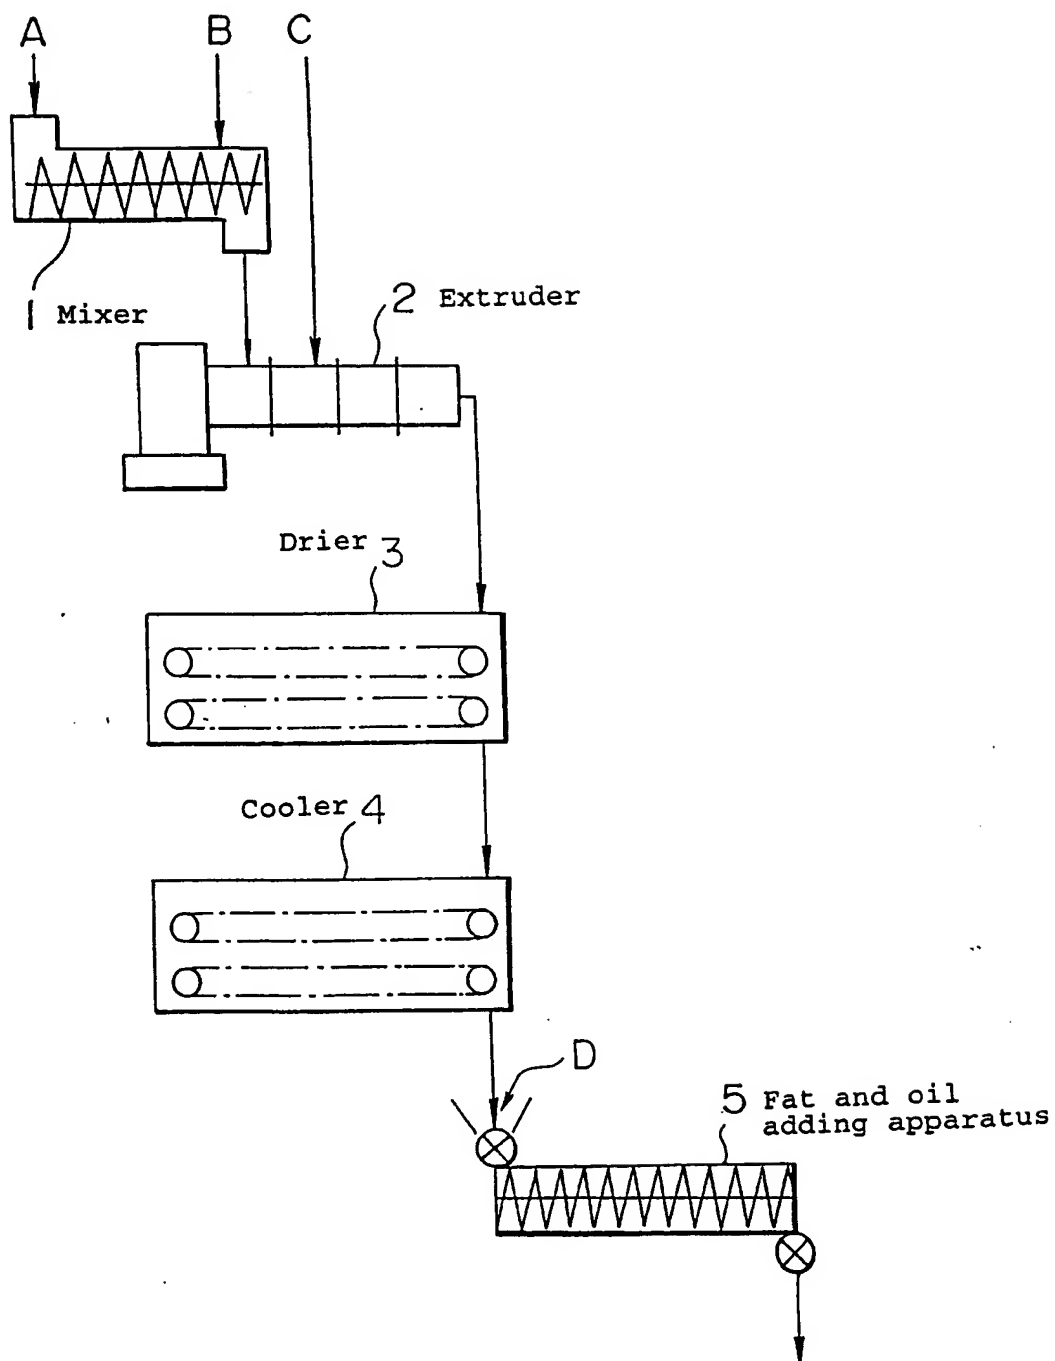 A B C
1 Mixer
2 Extruder
Drier 3
Cooler 4
D
5 Fat and oil
adding apparatus